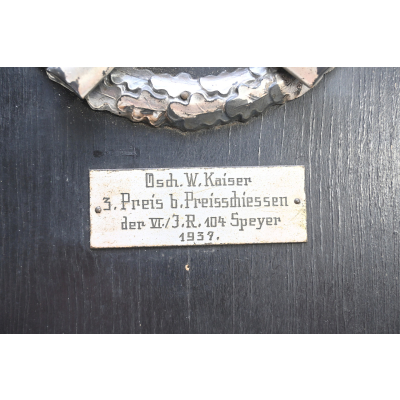 Osch. W. Kaiser
3. Preis b. Preisschiessen
der VI./J.R. 104 Speyer
1937.